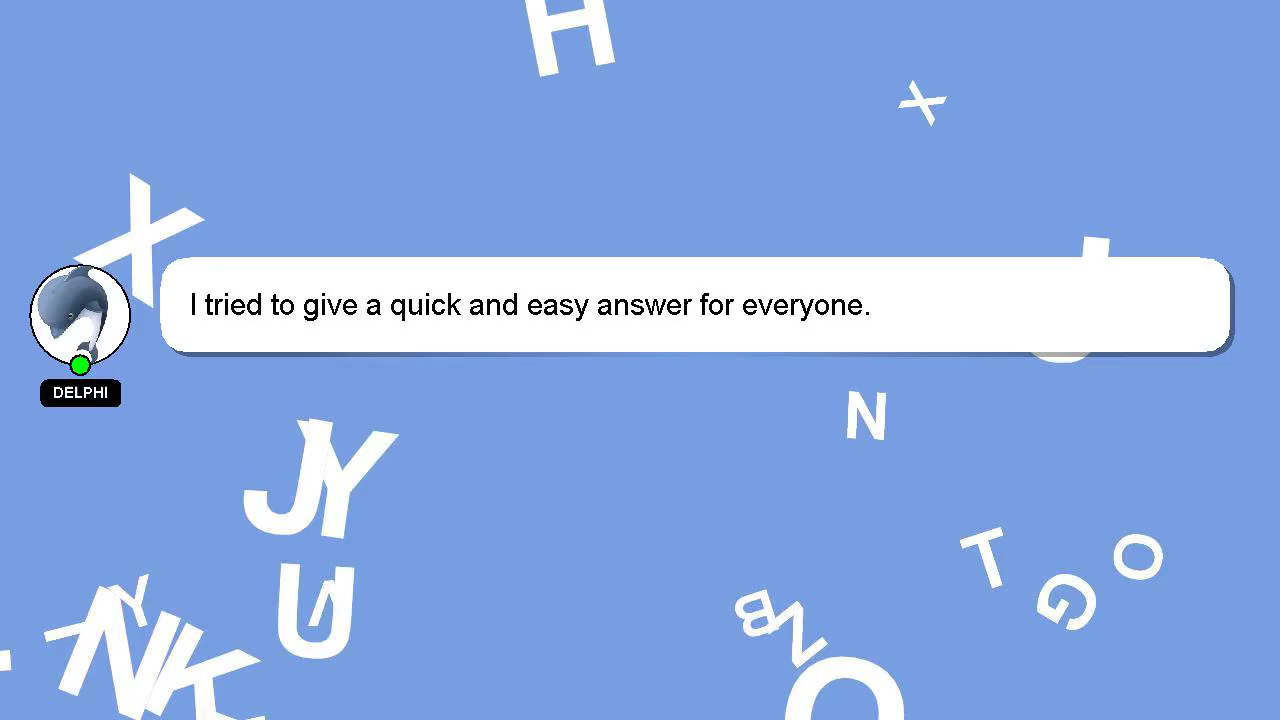 H
X
X
I tried to give a quick and easy answer for everyone.
DELPHI
N
J Y
T
O
U
G
Y
B
N
N
K
O